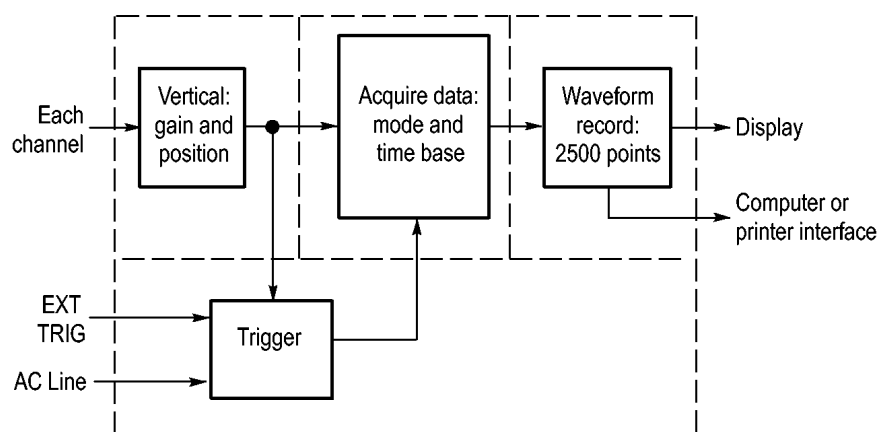 Each
channel
Vertical:
gain and
position
Acquire data:
mode and
time base
Waveform
record:
2500 points
Display
Computer or
printer interface
EXT
TRIG
Trigger
AC Line